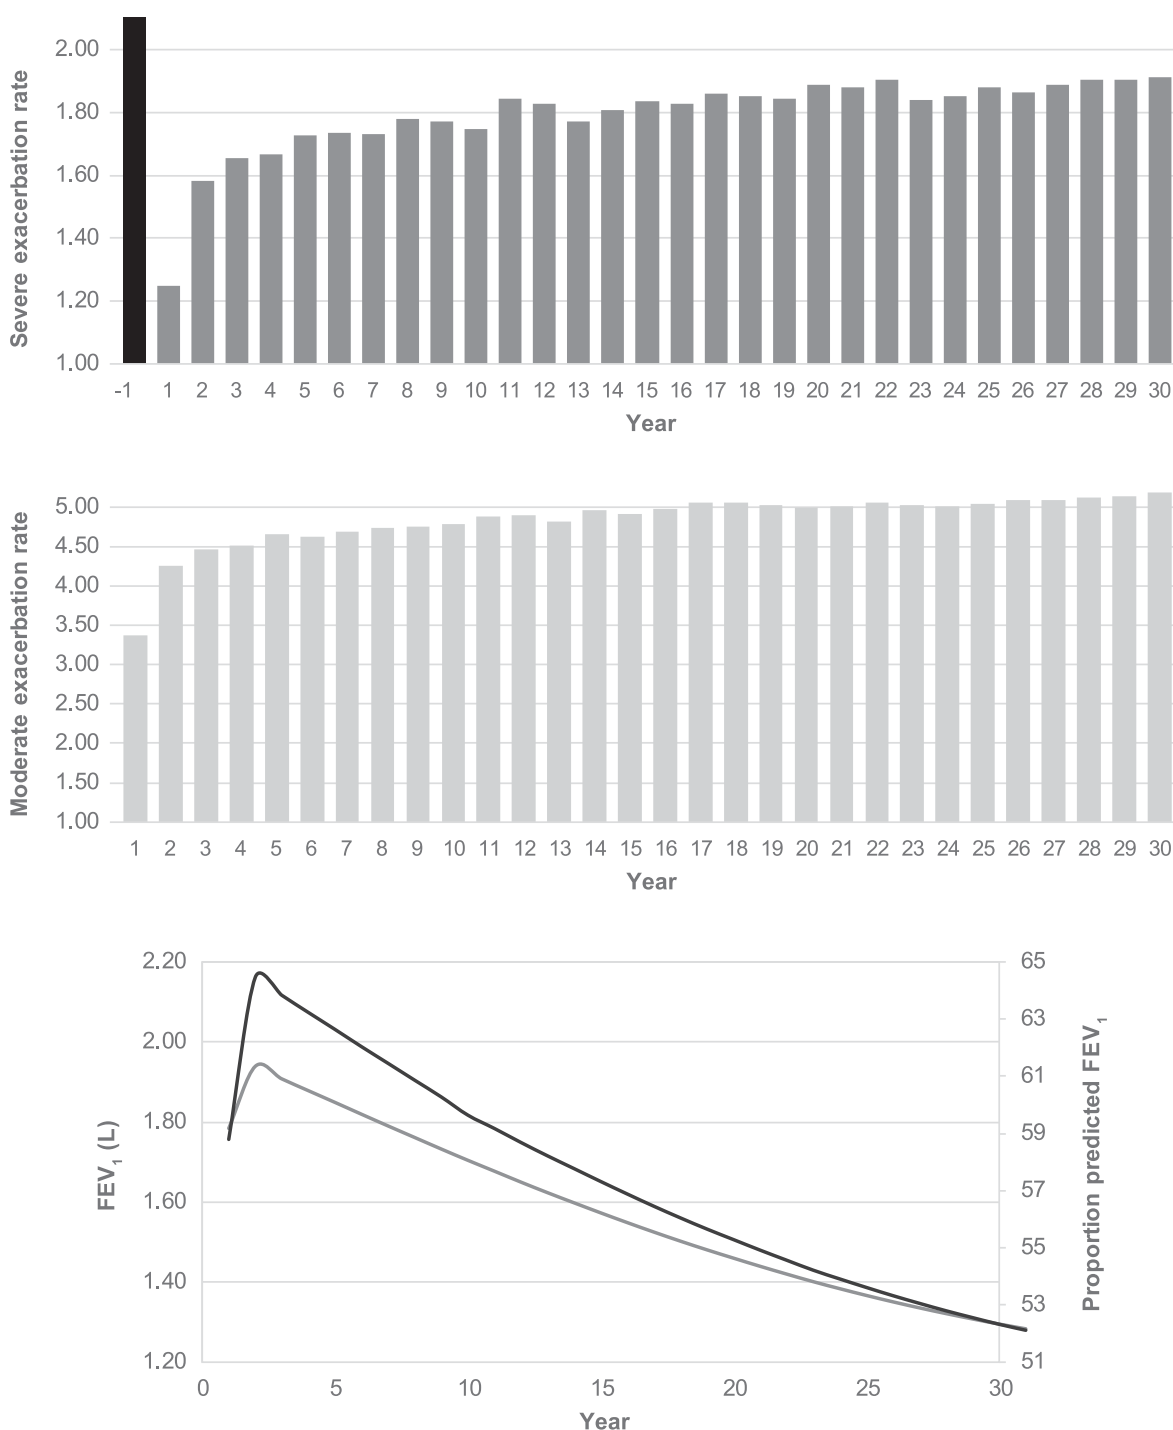 Severe exacerbation rate
2.00
1.80
1.60
1.40
1.20
1.00
-1 1 2 3 4 5 6 7 8 9 10 11 12 13 14 15 16 17 18 19 20 21 22 23 24 25 26 27 28 29 30
Year
Moderate exacerbation rate
5.00
4.50
4.00
3.50
3.00
2.50
2.00
1.50
1.00
1 2 3 4 5 6 7 8 9 10 11 12 13 14 15 16 17 18 19 20 21 22 23 24 25 26 27 28 29 30
Year
FEV₁ (L)
2.20
2.00
1.80
1.60
1.40
1.20
65
63
61
59
57
55
53
51
Proportion predicted FEV₁
0 5 10 15 20 25 30
Year